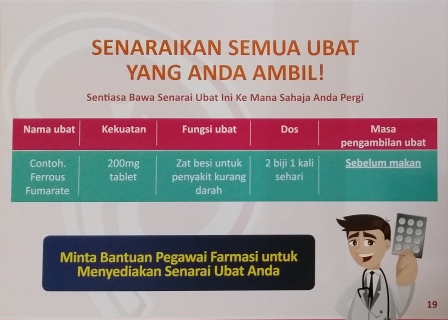 SENARAIKAN SEMUA UBAT
YANG ANDA AMBIL!
Sentiasa Bawa Senarai Ubat Ini Ke Mana Sahaja Anda Pergi
Nama ubat Kekuatan Fungsi ubat Dos Masa pengambilan ubat
Contoh. Ferrous Fumarate 200mg tablet Zat besi untuk penyakit kurang darah 2 biji 1 kali sehari Sebelum makan
Minta Bantuan Pegawai Farmasi untuk
Menyediakan Senarai Ubat Anda
19